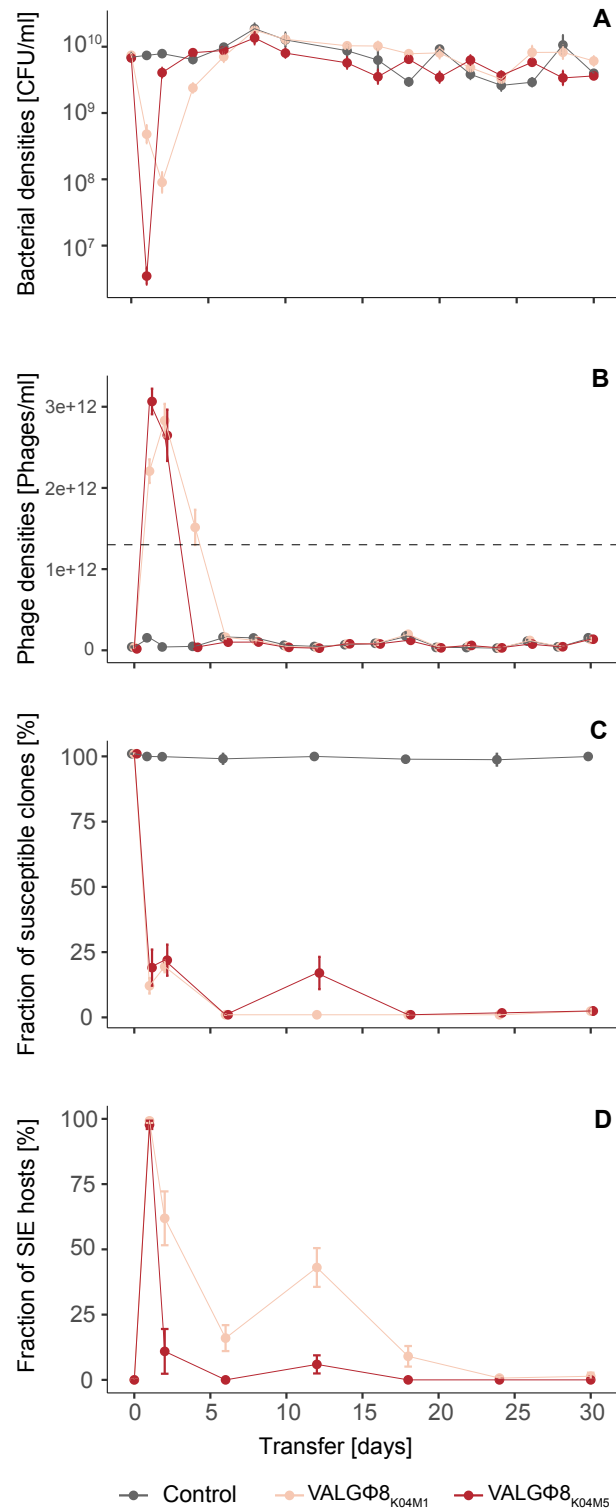 A
Bacterial densities [CFU/ml]
10¹⁰
10⁹
10⁸
10⁷
B
Phage densities [Phages/ml]
3e+12
2e+12
1e+12
0
C
Fraction of susceptible clones [%]
100
75
50
25
0
D
Fraction of SIE hosts [%]
100
75
50
25
0
0 5 10 15 20 25 30
Transfer [days]
Control VALGΦ8K04M1 VALGΦ8K04M5